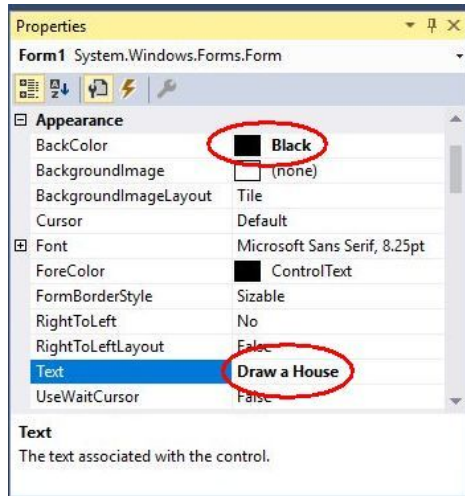 Properties
Form1 System.Windows.Forms.Form
Appearance
BackColor Black
BackgroundImage (none)
BackgroundImageLayout Tile
Cursor Default
Font Microsoft Sans Serif, 8.25pt
ForeColor ControlText
FormBorderStyle Sizable
RightToLeft No
RightToLeftLayout False
Text Draw a House
UseWaitCursor False
Text
The text associated with the control.